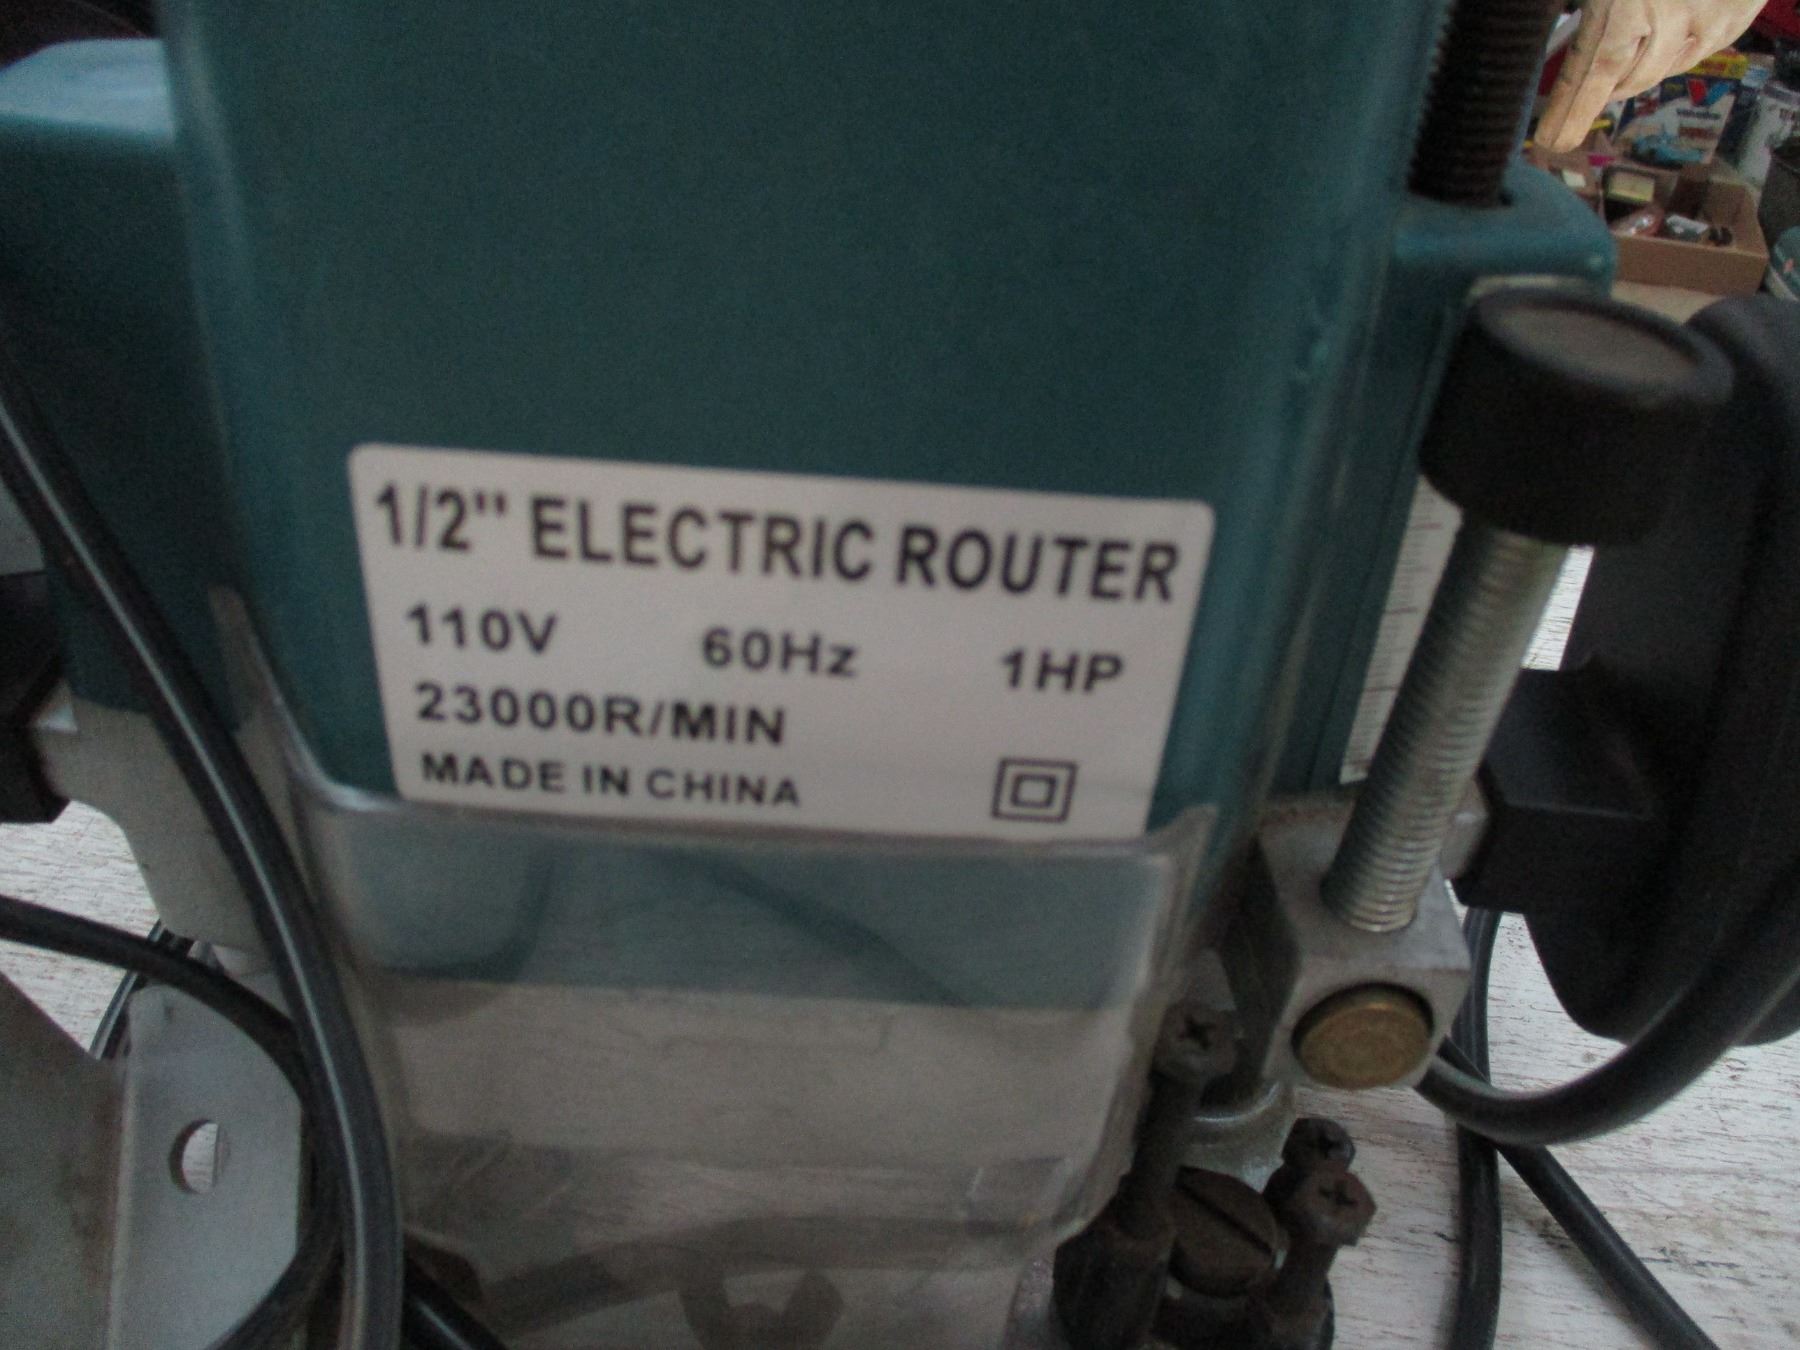 1/2" ELECTRIC ROUTER
110V 60Hz 1HP
23000R/MIN
MADE IN CHINA